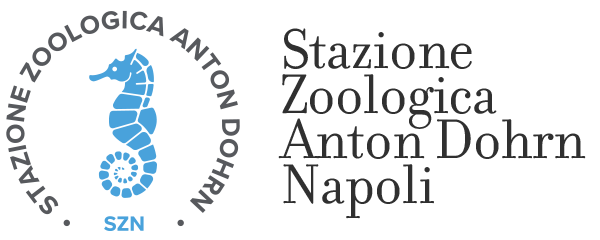 STAZIONE ZOOLOGICA ANTON DOHRN
SZN
Stazione
Zoologica
Anton Dohrn
Napoli